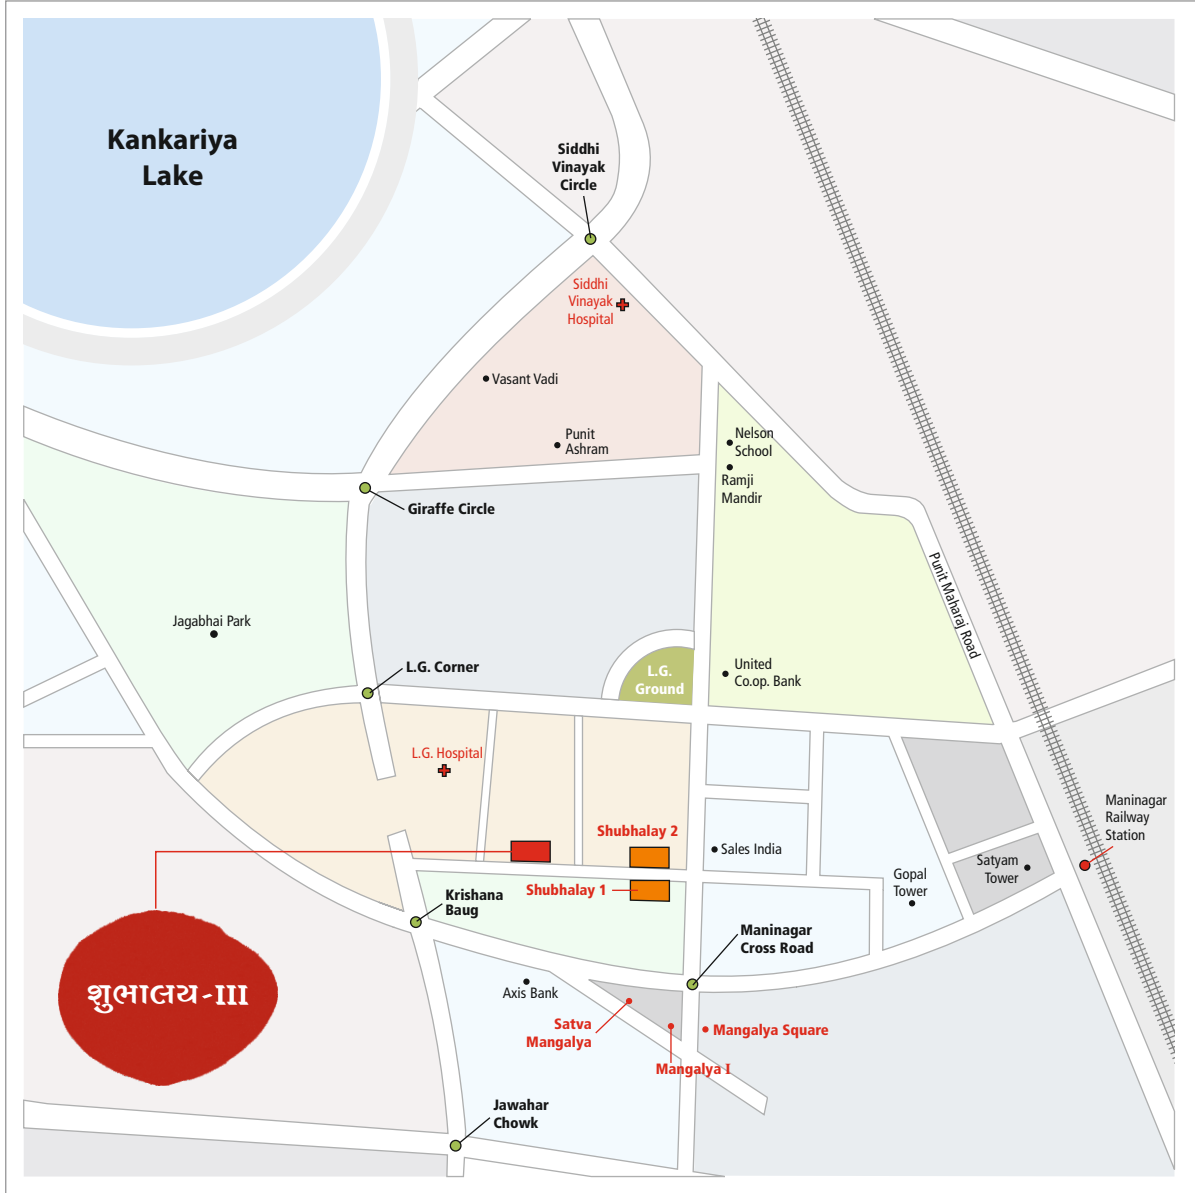 Kankariya
Lake
Siddhi
Vinayak
Circle
Siddhi
Vinayak
Hospital
Vasant Vadi
Punit
Ashram
Nelson
School
Ramji
Mandir
Giraffe Circle
Punit Maharaj Road
Jagabhai Park
L.G. Corner
L.G.
Ground
United
Co.op. Bank
L.G. Hospital
Maninagar
Railway
Station
Shubhalay 2
Sales India
Satyam
Tower
Gopal
Tower
Shubhalay 1
Krishana
Baug
Maninagar
Cross Road
શુભાલય-III
Axis Bank
Satva
Mangalya
Mangalya Square
Mangalya I
Jawahar
Chowk